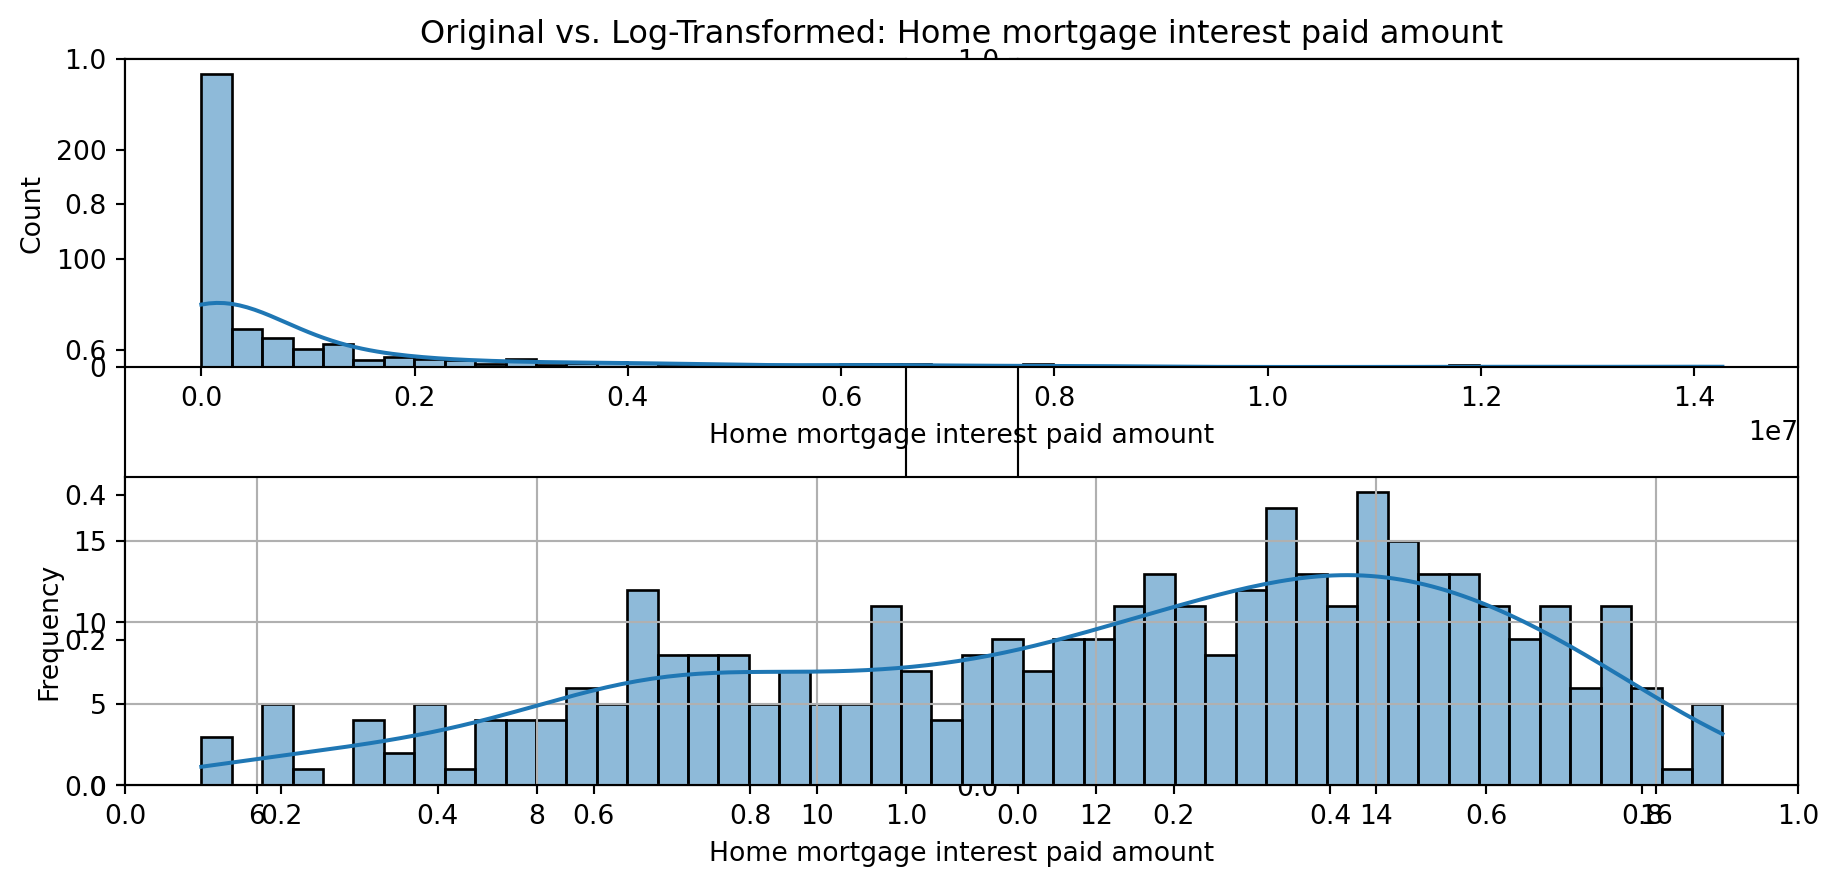 Original vs. Log-Transformed: Home mortgage interest paid amount
1.0
1.0
200
Count
0.8
100
0.6
0
0.0 0.2 0.4 0.6 0.8 1.0 1.2 1.4
Home mortgage interest paid amount
1e7
0.4
15
Frequency
10
0.2
5
0.0
0
0.0
0.0 6 0.2 0.4 8 0.6 0.8 10 1.0 0.0 12 0.2 0.4 14 0.6 0.8 16 1.0
Home mortgage interest paid amount